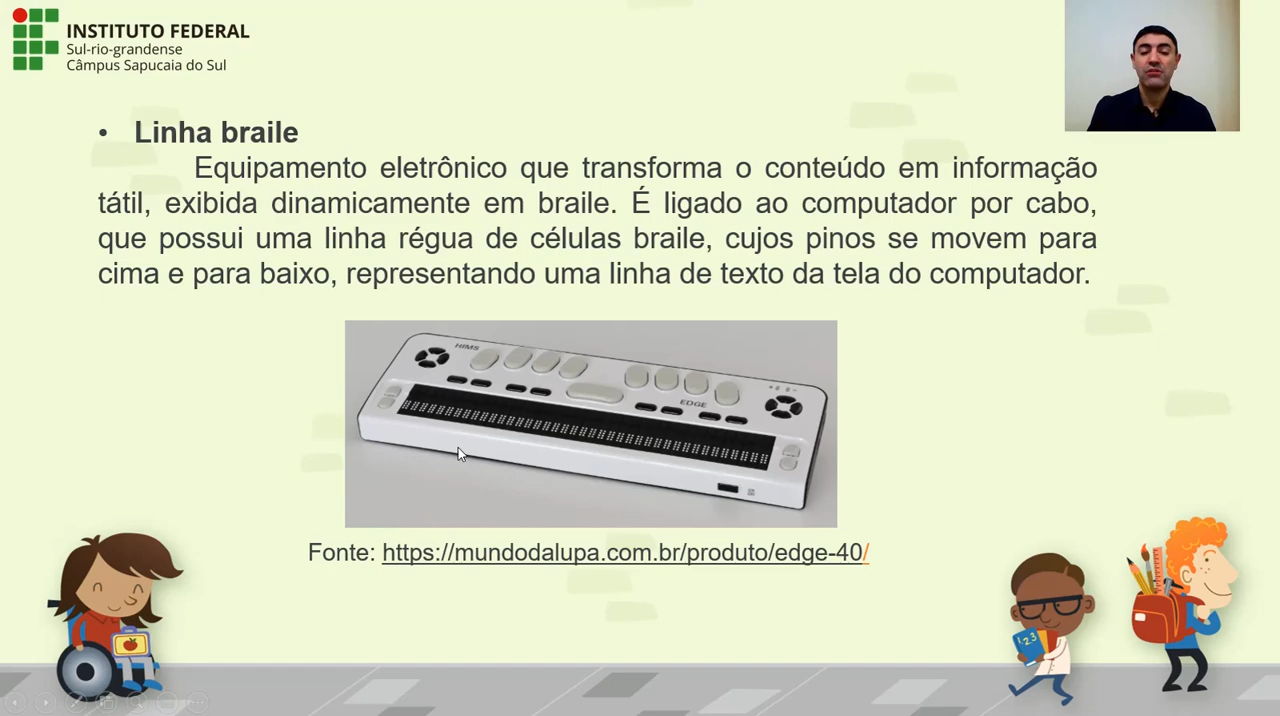 INSTITUTO FEDERAL
Sul-rio-grandense
Câmpus Sapucaia do Sul
• Linha braile
Equipamento eletrônico que transforma o conteúdo em informação
tátil, exibida dinamicamente em braile. É ligado ao computador por cabo,
que possui uma linha régua de células braile, cujos pinos se movem para
cima e para baixo, representando uma linha de texto da tela do computador.
HIMS
EDGE
Fonte: https://mundodalupa.com.br/produto/edge-40/
123